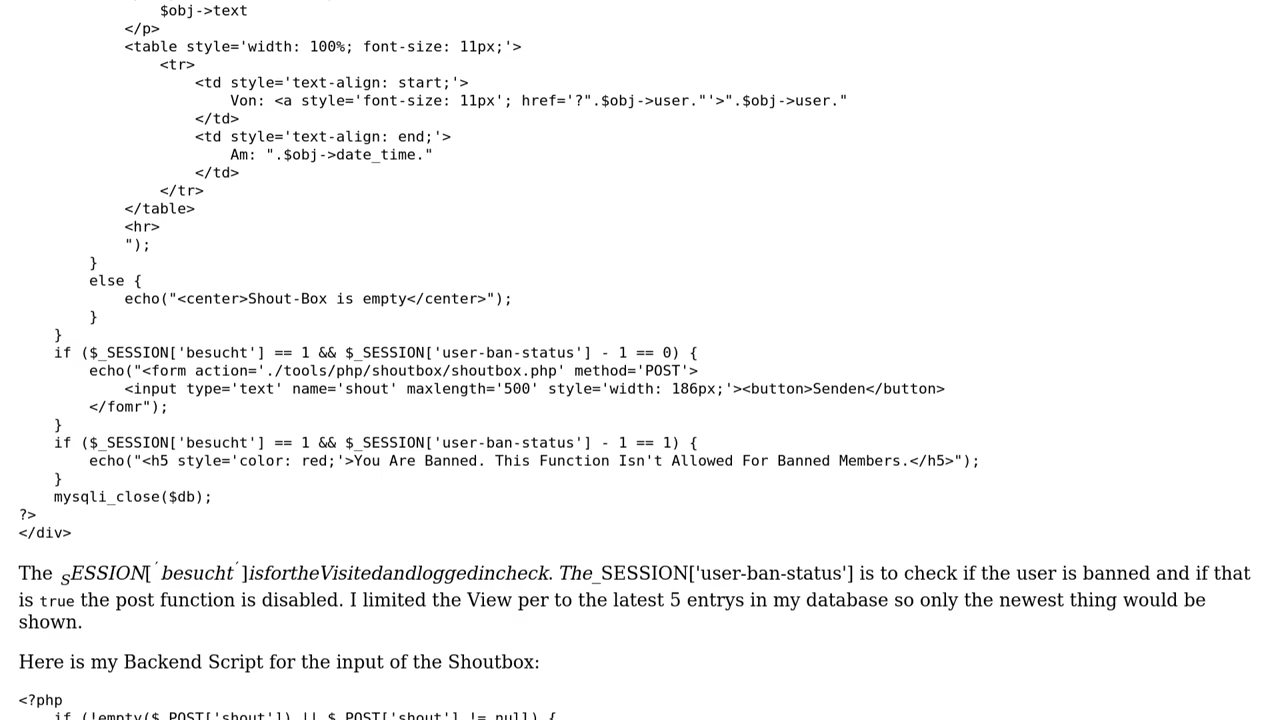 $obj->text
</p>
<table style='width: 100%; font-size: 11px;'>
<tr>
<td style='text-align: start;'>
Von: <a style='font-size: 11px'; href='?".$obj->user."'>".$obj->user."
</td>
<td style='text-align: end;'>
Am: ".$obj->date_time."
</td>
</tr>
</table>
<hr>
");
}
else {
echo("<center>Shout-Box is empty</center>");
}
}
if ($_SESSION['besucht'] == 1 && $_SESSION['user-ban-status'] - 1 == 0) {
echo("<form action='./tools/php/shoutbox/shoutbox.php' method='POST'>
<input type='text' name='shout' maxlength='500' style='width: 186px;'><button>Senden</button>
</fomr");
}
if ($_SESSION['besucht'] == 1 && $_SESSION['user-ban-status'] - 1 == 1) {
echo("<h5 style='color: red;'>You Are Banned. This Function Isn't Allowed For Banned Members.</h5>");
}
mysqli_close($db);
?>
</div>
The SESSION['besucht']isfortheVisitedandloggedincheck. The_SESSION['user-ban-status'] is to check if the user is banned and if that
is true the post function is disabled. I limited the View per to the latest 5 entrys in my database so only the newest thing would be
shown.
Here is my Backend Script for the input of the Shoutbox:
<?php
if (!empty($_POST['shout']) || $_POST['shout'] != null) {